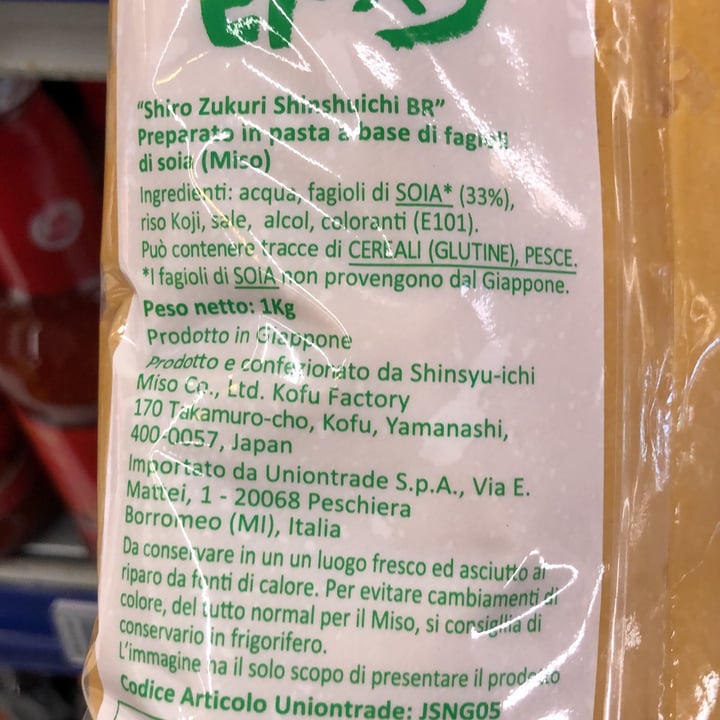 "Shiro Zukuri Shinshuichi BR"
Preparato in pasta a base di fagioli
di soia (Miso)
Ingredienti: acqua, fagioli di SOIA* (33%),
riso Koji, sale, alcol, coloranti (E101).
Può contenere tracce di CEREALI (GLUTINE), PESCE.
*I fagioli di SOIA non provengono dal Giappone.
Peso netto: 1Kg
Prodotto in Giappone
Prodotto e confezionato da Shinsyu-ichi
Miso Co., Ltd. Kofu Factory
170 Takamuro-cho, Kofu, Yamanashi,
400-0057, Japan
Importato da Uniontrade S.p.A., Via E.
Mattei, 1 - 20068 Peschiera
Borromeo (MI), Italia
Da conservare in un un luogo fresco ed asciutto al
riparo da fonti di calore. Per evitare cambiamenti di
colore, del tutto normal per il Miso, si consiglia di
conservario in frigorifero.
L'immagine ha il solo scopo di presentare il prodotto
Codice Articolo Uniontrade: JSNG05